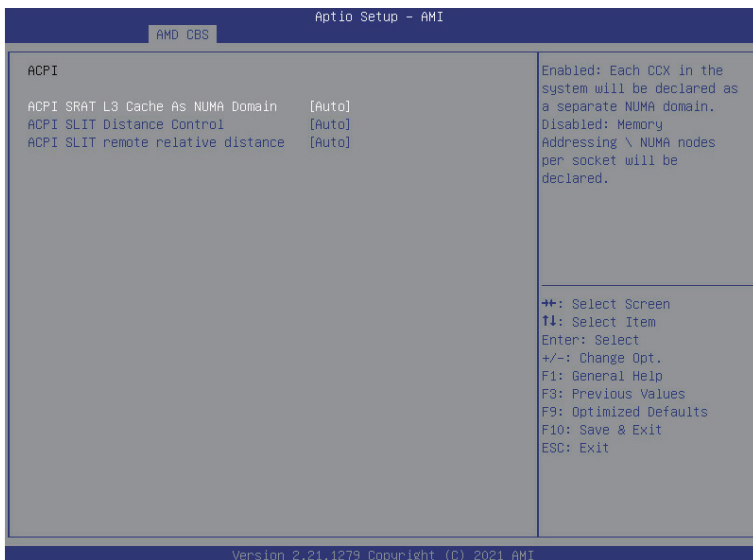 Aptio Setup – AMI
AMD CBS
ACPI
ACPI SRAT L3 Cache As NUMA Domain [Auto]
ACPI SLIT Distance Control [Auto]
ACPI SLIT remote relative distance [Auto]
Enabled: Each CCX in the
system will be declared as
a separate NUMA domain.
Disabled: Memory
Addressing \ NUMA nodes
per socket will be
declared.
→←: Select Screen
↑↓: Select Item
Enter: Select
+/-: Change Opt.
F1: General Help
F3: Previous Values
F9: Optimized Defaults
F10: Save & Exit
ESC: Exit
Version 2.21.1279 Copyright (C) 2021 AMI